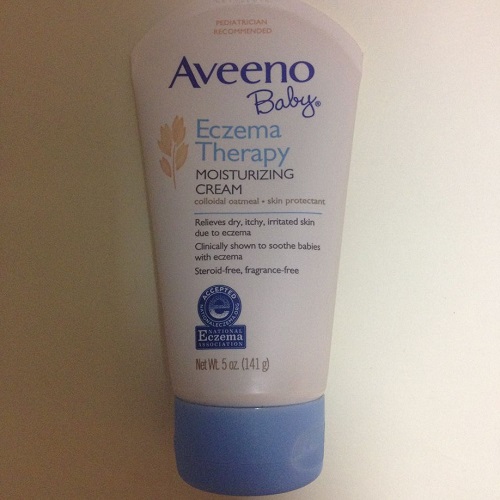 PEDIATRICIAN
RECOMMENDED
Aveeno
Baby®
Eczema
Therapy
MOISTURIZING
CREAM
colloidal oatmeal • skin protectant
Relieves dry, itchy, irritated skin
due to eczema
Clinically shown to soothe babies
with eczema
Steroid-free, fragrance-free
ACCEPTED
e
NATIONALECZEMA.ORG
NATIONAL
Eczema
ASSOCIATION
Net Wt. 5 oz. (141 g)